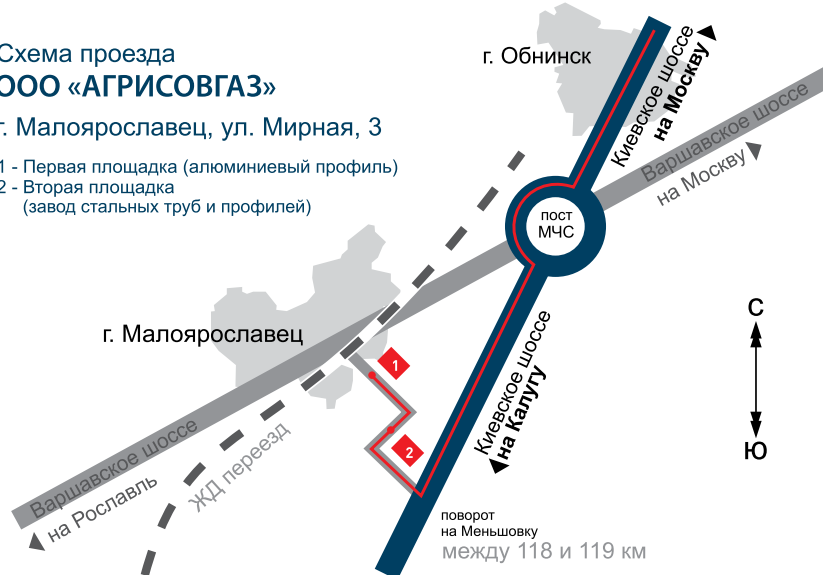 Схема проезда
ООО «АГРИСОВГАЗ»
г. Малоярославец, ул. Мирная, 3
1 - Первая площадка (алюминиевый профиль)
2 - Вторая площадка
(завод стальных труб и профилей)
г. Обнинск
Киевское шоссе
на Москву
Варшавское шоссе
на Москву
пост
МЧС
г. Малоярославец
1
2
Киевское шоссе
на Калугу
С
Ю
Варшавское шоссе
на Рославль
ЖД переезд
поворот
на Меньшовку
между 118 и 119 км